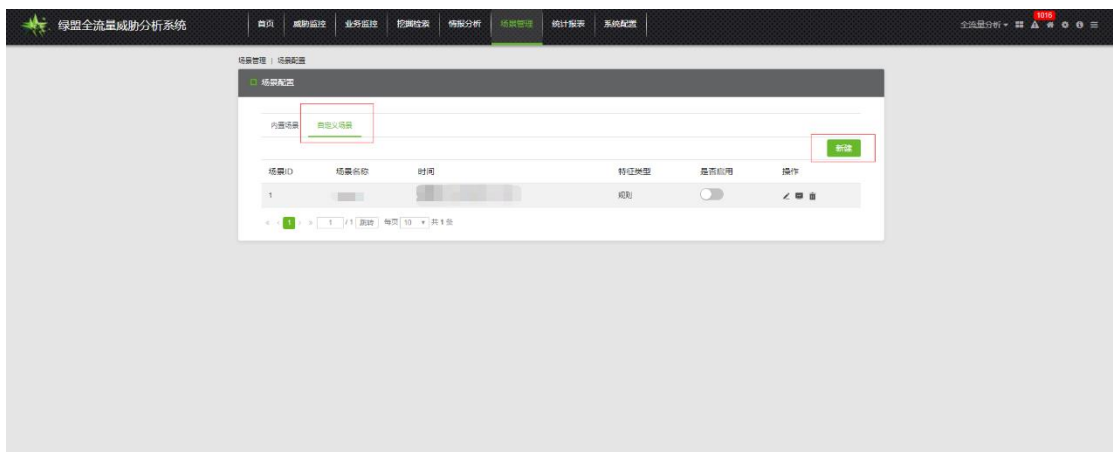 绿盟全流量威胁分析系统 首页 威胁监控 业务监控 挖掘检索 情报分析 场景管理 统计报表 系统配置 全流量分析 1016
场景管理 | 场景配置
场景配置
内置场景 自定义场景
新建
场景ID 场景名称 时间 特征类型 是否启用 操作
1 规则
« ‹ 1 › » 1 / 1 跳转 每页 10 共 1 条